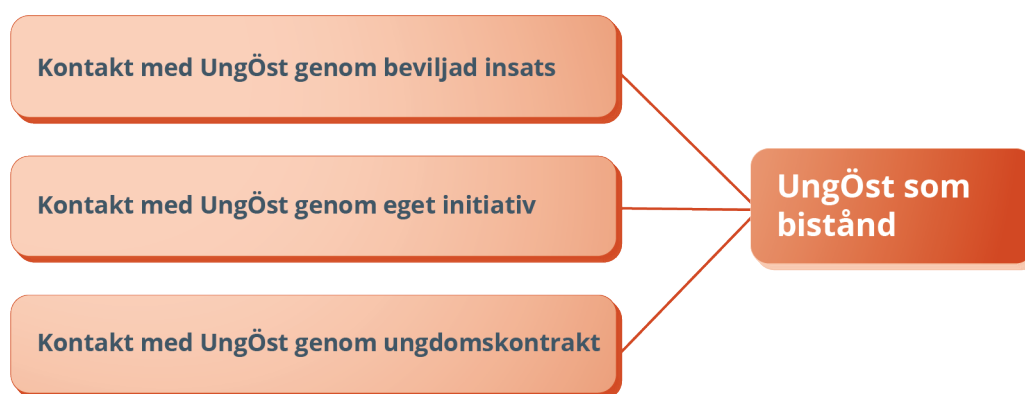 Kontakt med UngÖst genom beviljad insats
Kontakt med UngÖst genom eget initiativ
Kontakt med UngÖst genom ungdomskontrakt
UngÖst som
bistånd